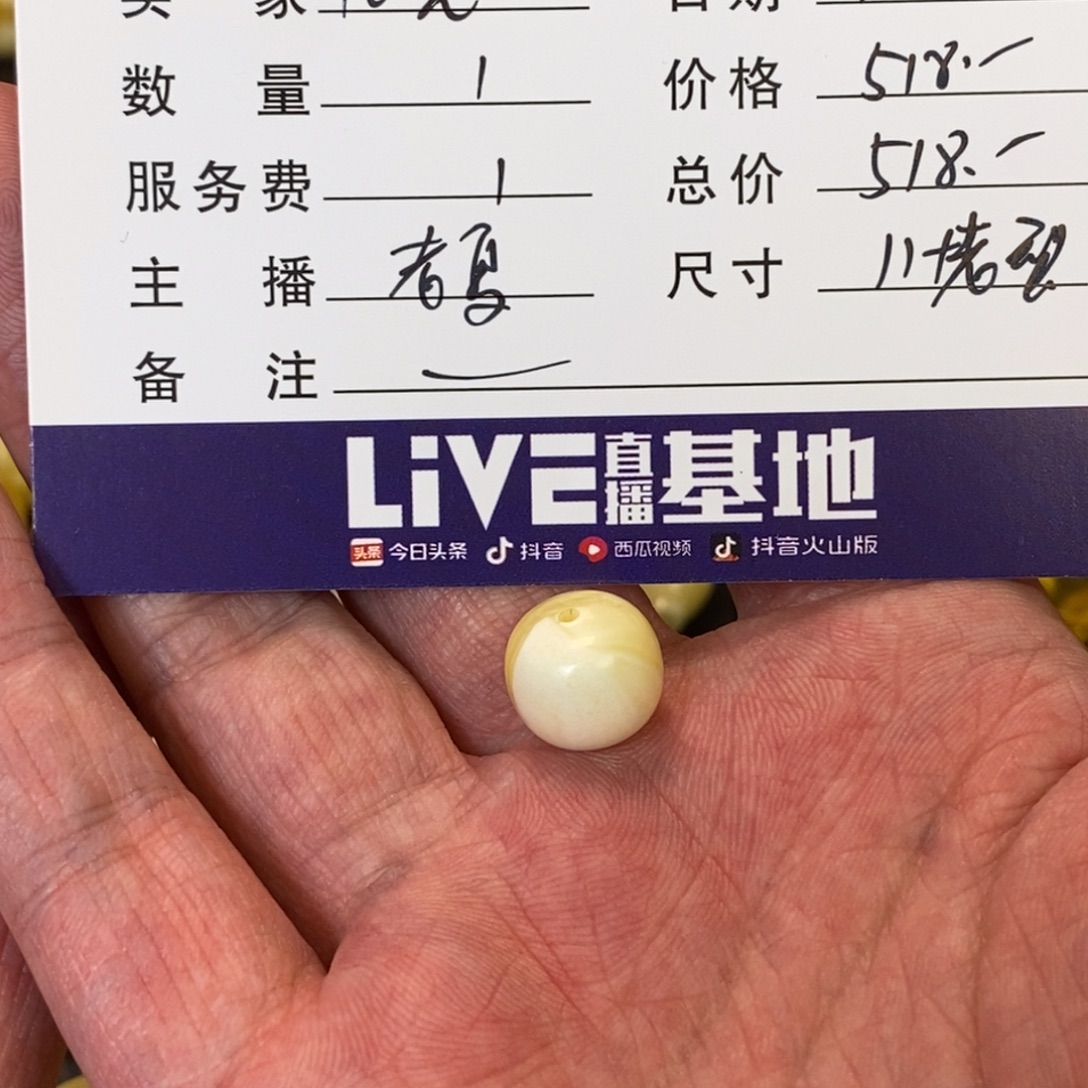 数量 1 价格 518.-
服务费 1 总价 518.-
主播 尺寸 11
备注
LiVE直播基地
头条 今日头条 抖音 西瓜视频 抖音火山版